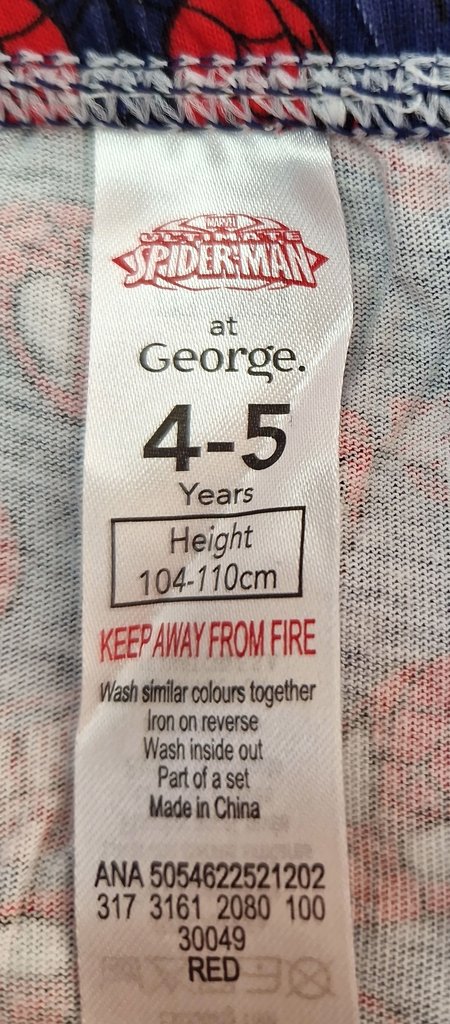 MARVEL
ULTIMATE
SPIDER-MAN
at
George.
4-5
Years
Height
104-110cm
KEEP AWAY FROM FIRE
Wash similar colours together
Iron on reverse
Wash inside out
Part of a set
Made in China
ANA 5054622521202
317 3161 2080 100
30049
RED